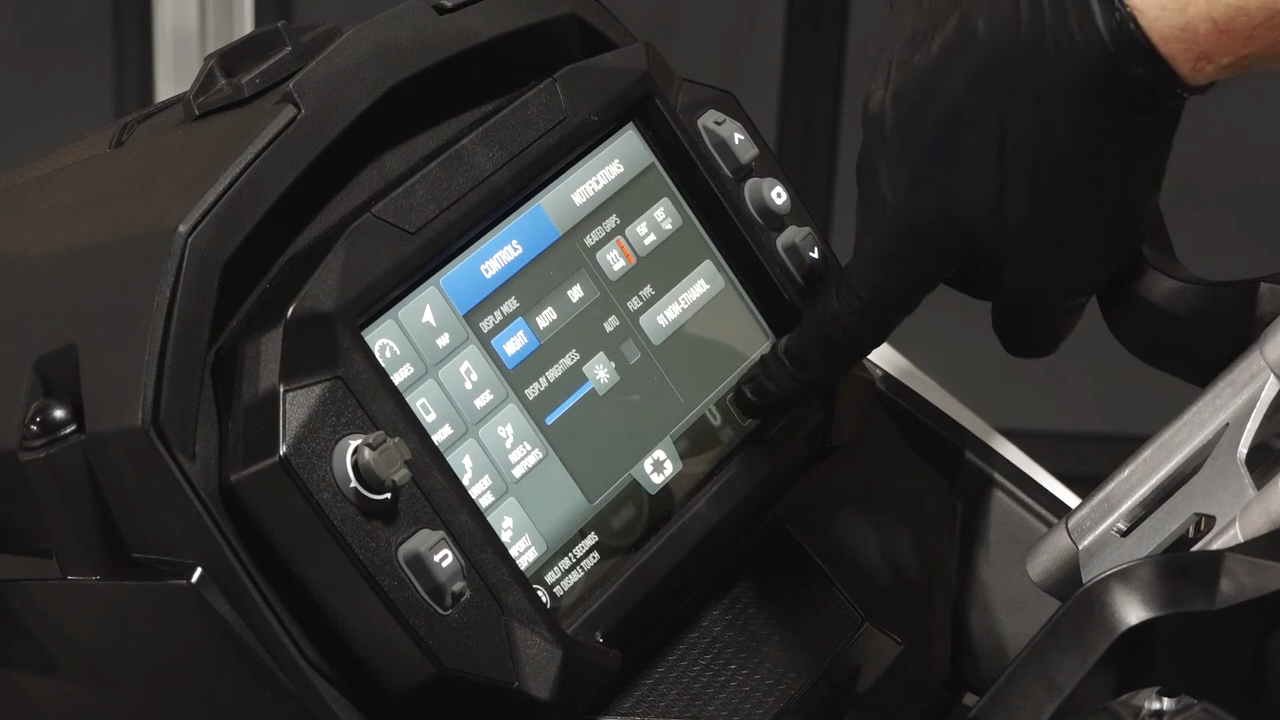 CONTROLS
NOTIFICATIONS
MAP
MUSIC
RIDES &
WAYPOINTS
DISPLAY MODE
NIGHT
AUTO
DAY
DISPLAY BRIGHTNESS
AUTO
HEATED GRIPS
FUEL TYPE
91 NON-ETHANOL
HOLD FOR 2 SECONDS
TO DISABLE TOUCH